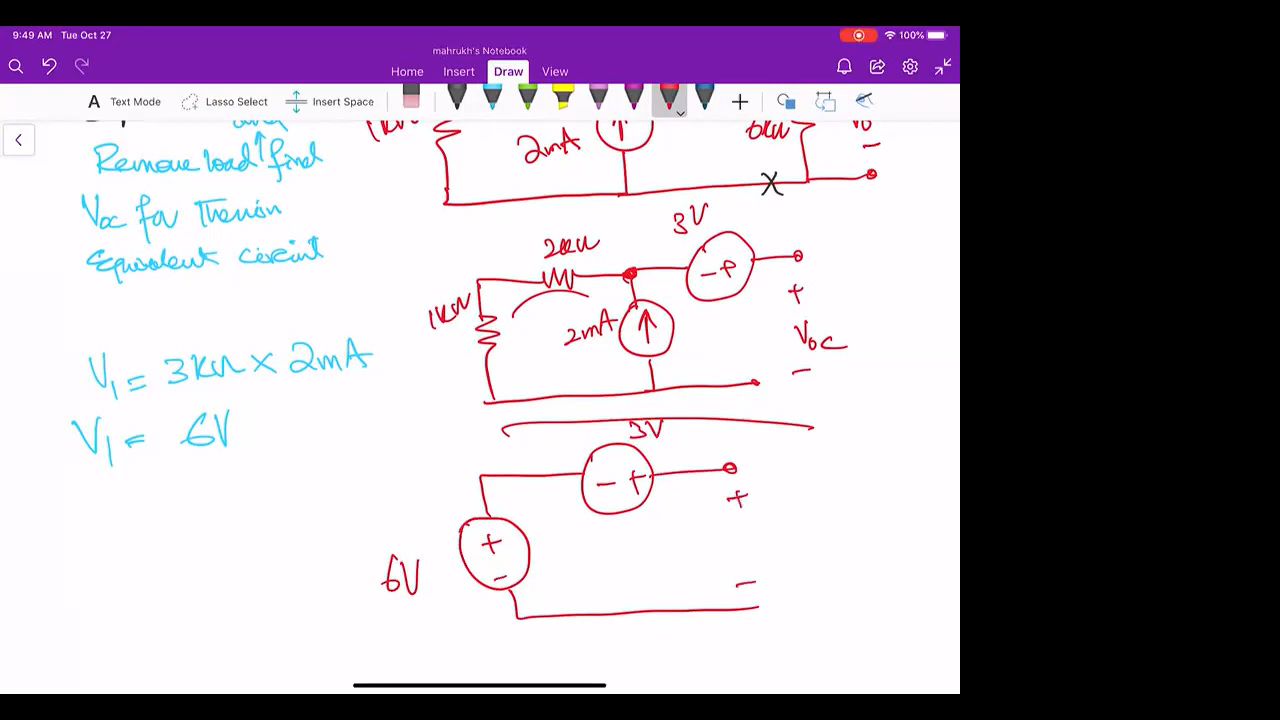 9:49 AM Tue Oct 27
100%
mahrukh's Notebook
Home Insert Draw View
A Text Mode Lasso Select Insert Space
1kΩ
2mA
6kΩ
−
Remove load find
Voc for Thevnin
Equivalent circuit
X
3V
2kΩ
- +
1kΩ
2mA
+
Voc
−
V1 = 3kΩ × 2mA
V1 = 6V
3V
- +
+
+
-
6V
−